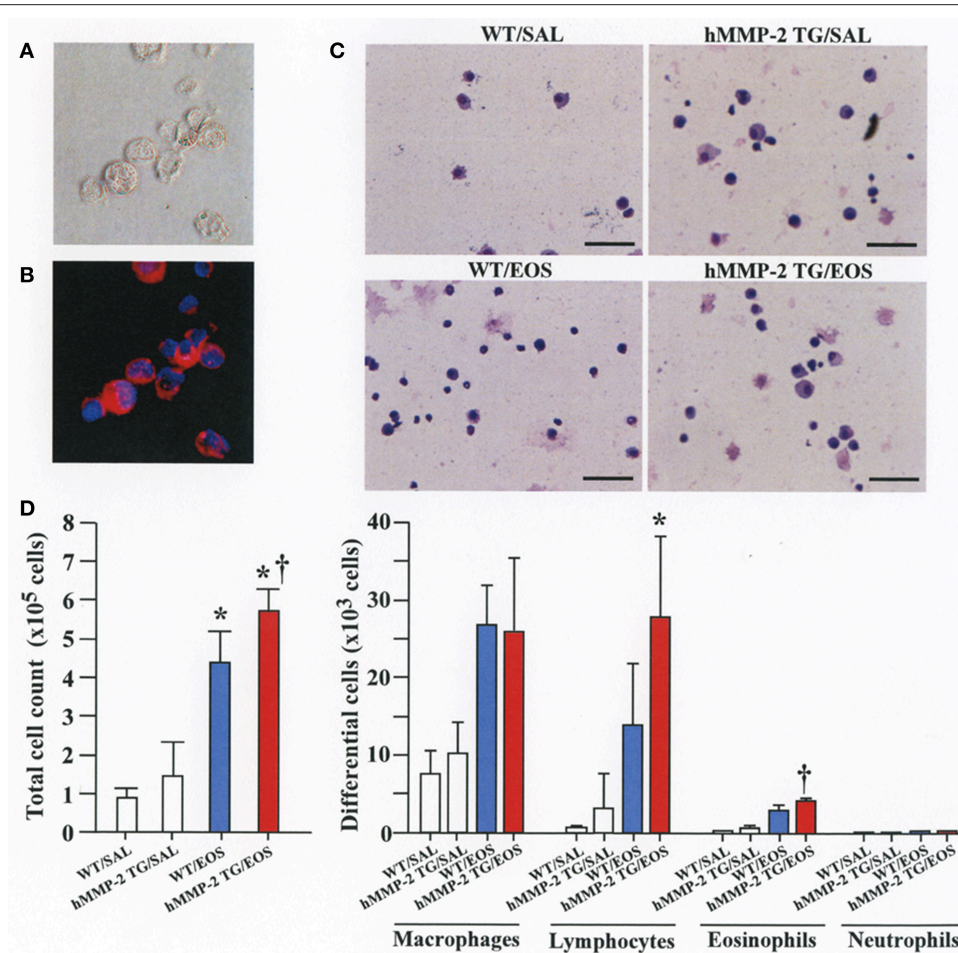 A
C
WT/SAL
hMMP-2 TG/SAL
B
WT/EOS
hMMP-2 TG/EOS
D
Total cell count (x10⁵ cells)
8
7
6
5
4
3
2
1
0
*
* †
WT/SAL
hMMP-2 TG/SAL
WT/EOS
hMMP-2 TG/EOS
Differential cells (x10³ cells)
40
30
20
10
0
*
†
WT/SAL
hMMP-2 TG/SAL
WT/EOS
hMMP-2 TG/EOS
WT/SAL
hMMP-2 TG/SAL
WT/EOS
hMMP-2 TG/EOS
WT/SAL
hMMP-2 TG/SAL
WT/EOS
hMMP-2 TG/EOS
WT/SAL
hMMP-2 TG/SAL
WT/EOS
hMMP-2 TG/EOS
Macrophages
Lymphocytes
Eosinophils
Neutrophils